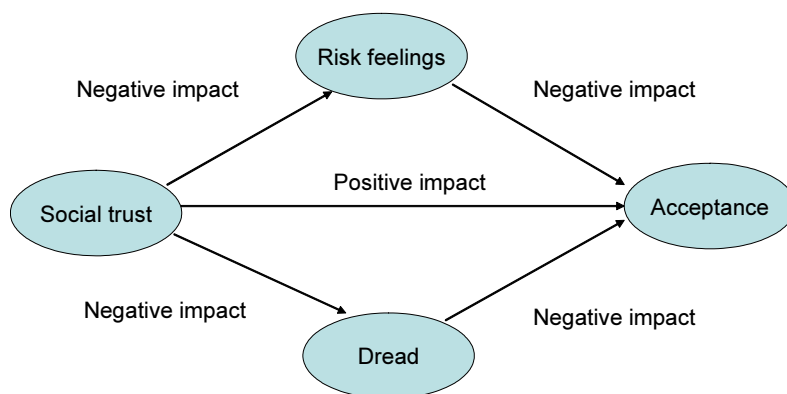 Risk feelings
Negative impact
Negative impact
Positive impact
Social trust
Acceptance
Negative impact
Negative impact
Dread